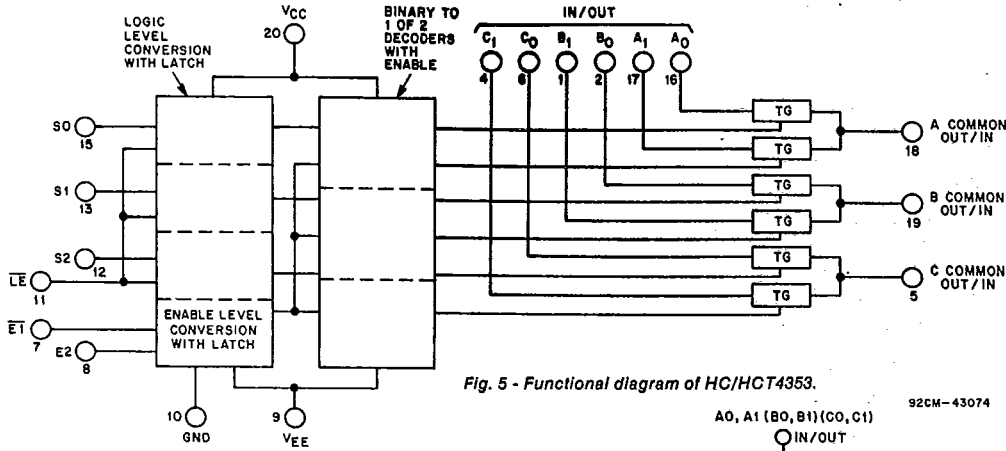 LOGIC
LEVEL
CONVERSION
WITH LATCH
VCC
20
BINARY TO
1 OF 2
DECODERS
WITH
ENABLE
IN/OUT
C1 C0 B1 B0 A1 A0
4 6 1 2 17 16
S0
15
S1
13
S2
12
LE
11
E1
7
E2
8
ENABLE LEVEL
CONVERSION
WITH LATCH
10
GND
9
VEE
TG
TG
TG
TG
TG
TG
A COMMON
OUT/IN
18
B COMMON
OUT/IN
19
C COMMON
OUT/IN
5
Fig. 5 - Functional diagram of HC/HCT4353.
92CM-43074
A0, A1 (B0, B1) (C0, C1)
IN/OUT